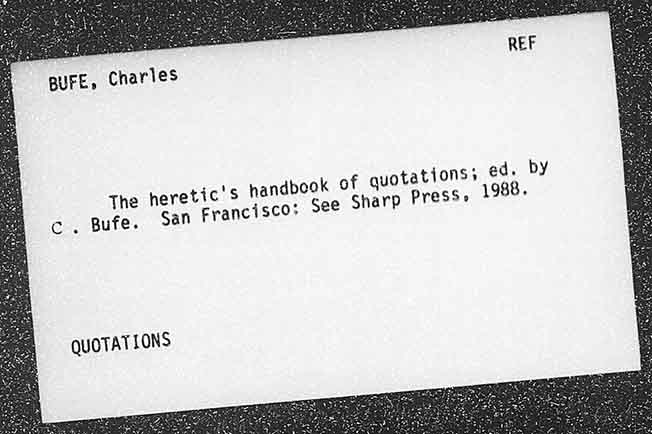 REF
BUFE, Charles
The heretic's handbook of quotations; ed. by
C . Bufe. San Francisco: See Sharp Press, 1988.
QUOTATIONS